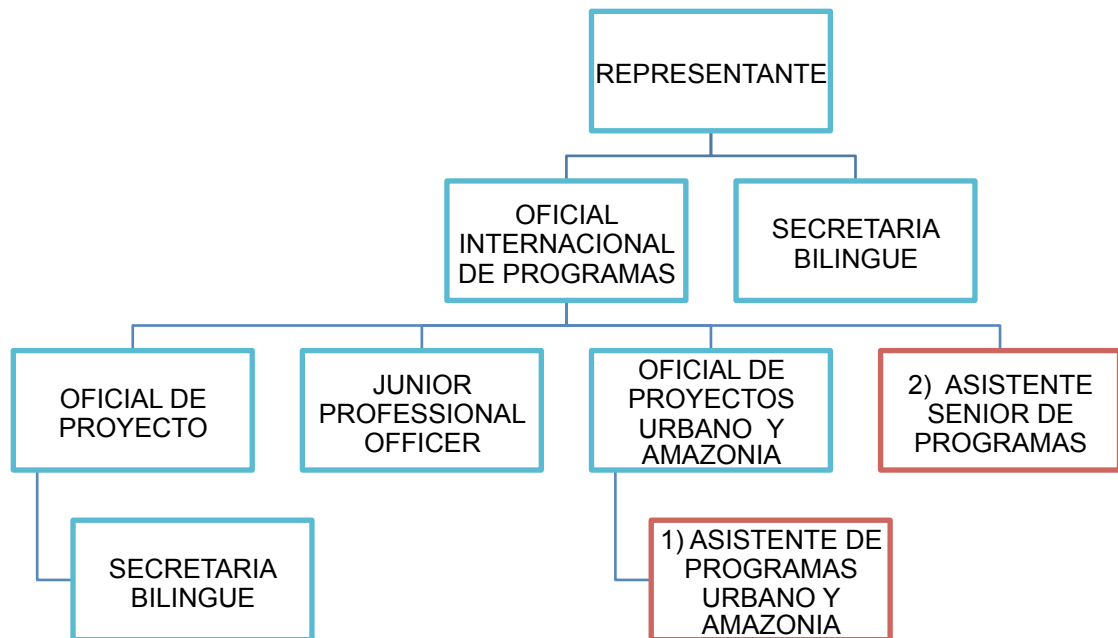 REPRESENTANTE
OFICIAL
INTERNACIONAL
DE PROGRAMAS
SECRETARIA
BILINGUE
OFICIAL DE
PROYECTO
JUNIOR
PROFESSIONAL
OFFICER
OFICIAL DE
PROYECTOS
URBANO Y
AMAZONIA
2) ASISTENTE
SENIOR DE
PROGRAMAS
SECRETARIA
BILINGUE
1) ASISTENTE DE
PROGRAMAS
URBANO Y
AMAZONIA